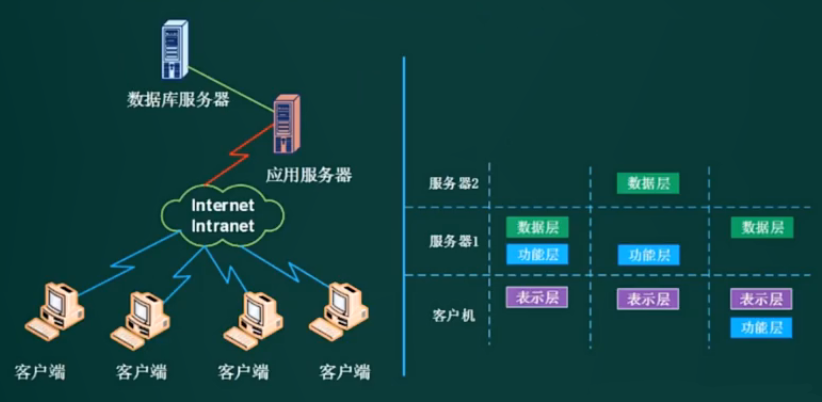 数据库服务器
应用服务器
Internet
Intranet
客户端 客户端 客户端 客户端
服务器2 数据层
服务器1 数据层 数据层
功能层 功能层
客户机 表示层 表示层 表示层
功能层